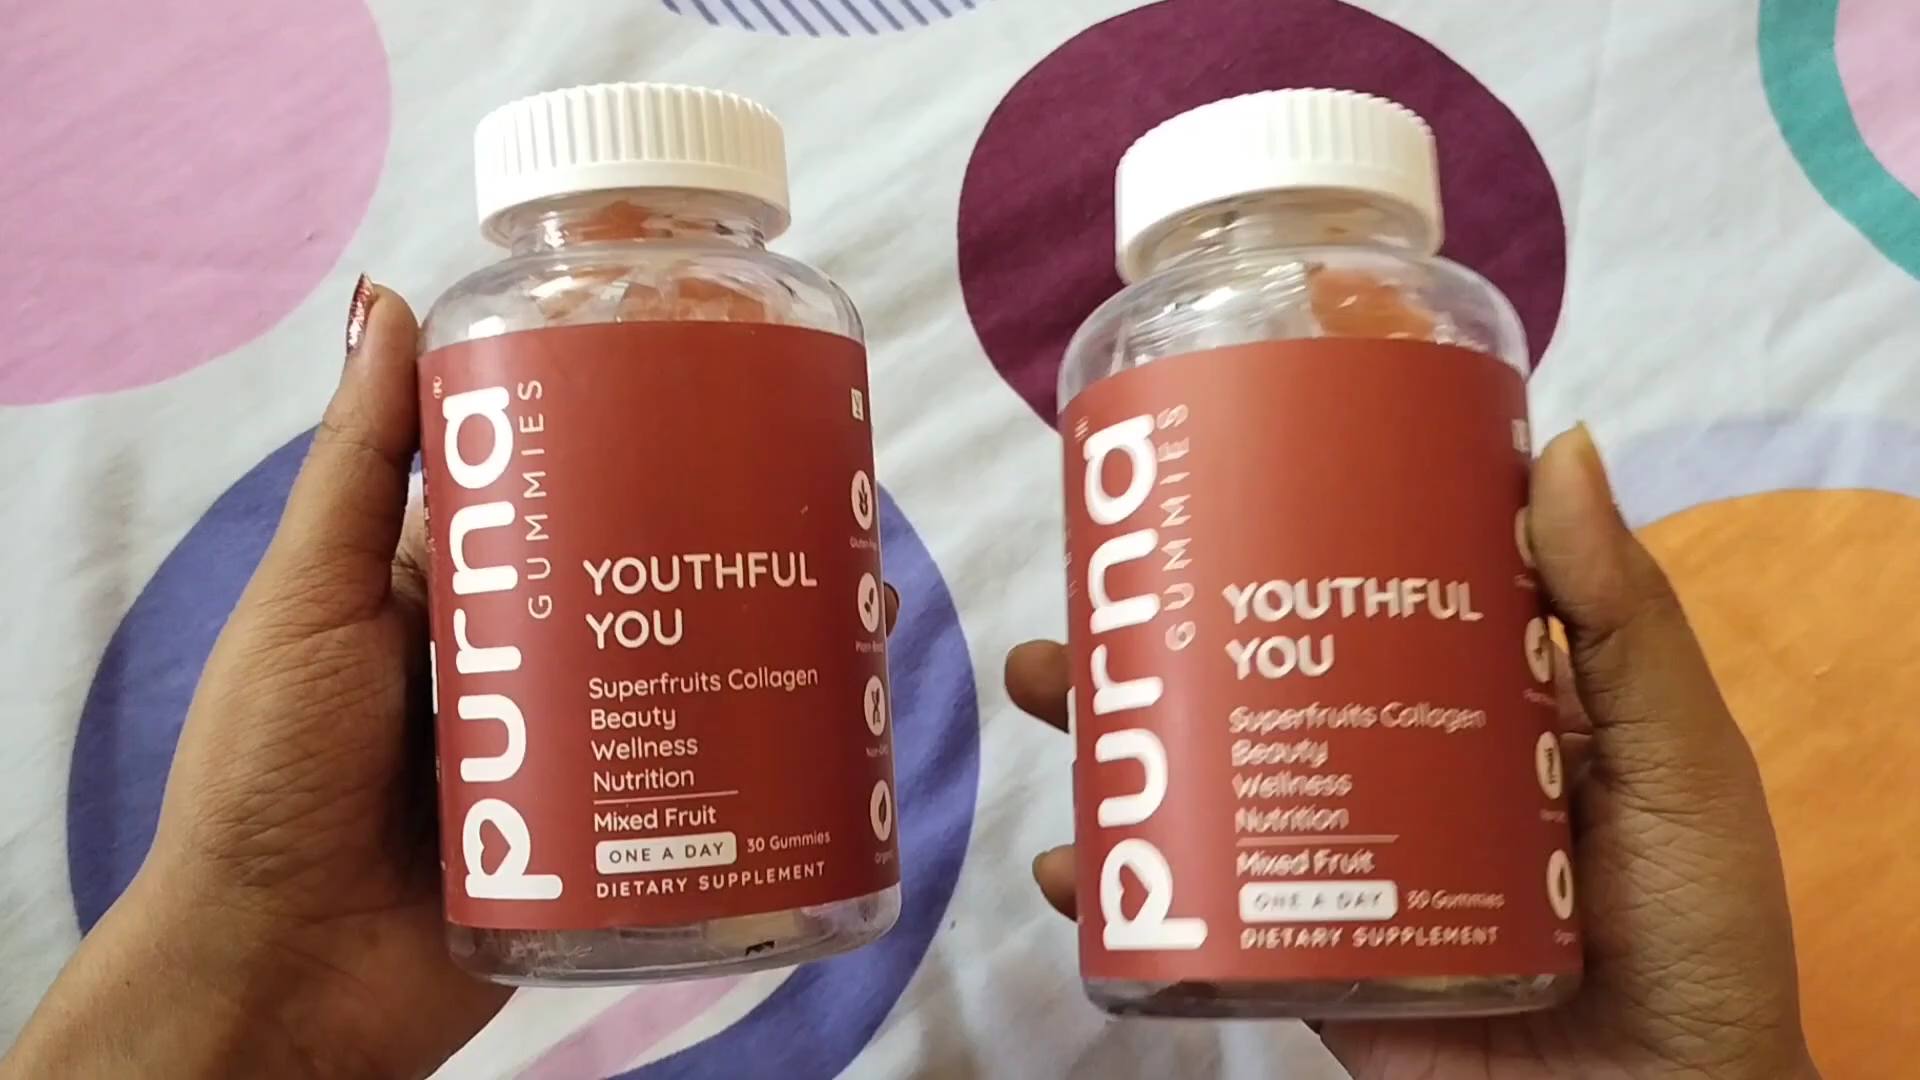 purna
GUMMIES
YOUTHFUL
YOU
Superfruits Collagen
Beauty
Wellness
Nutrition
Mixed Fruit
ONE A DAY 30 Gummies
DIETARY SUPPLEMENT
purna
GUMMIES
YOUTHFUL
YOU
Superfruits Collagen
Beauty
Wellness
Nutrition
Mixed Fruit
ONE A DAY 30 Gummies
DIETARY SUPPLEMENT